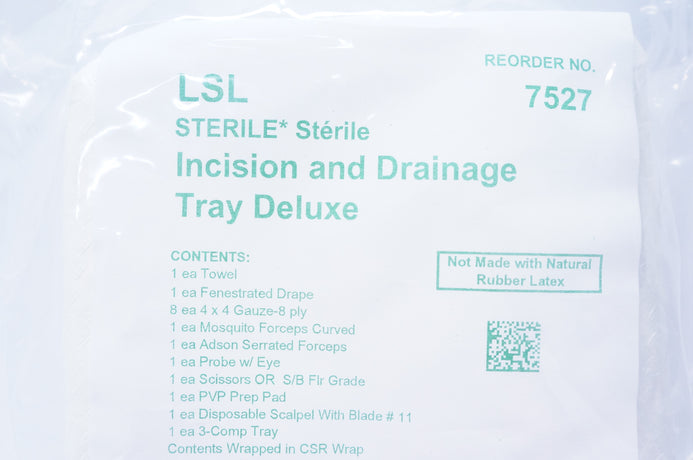 REORDER NO.
LSL
7527
STERILE* Stérile
Incision and Drainage
Tray Deluxe
CONTENTS:
1 ea Towel
1 ea Fenestrated Drape
8 ea 4 x 4 Gauze-8 ply
1 ea Mosquito Forceps Curved
1 ea Adson Serrated Forceps
1 ea Probe w/ Eye
1 ea Scissors OR S/B Flr Grade
1 ea PVP Prep Pad
1 ea Disposable Scalpel With Blade # 11
1 ea 3-Comp Tray
Contents Wrapped in CSR Wrap
Not Made with Natural
Rubber Latex